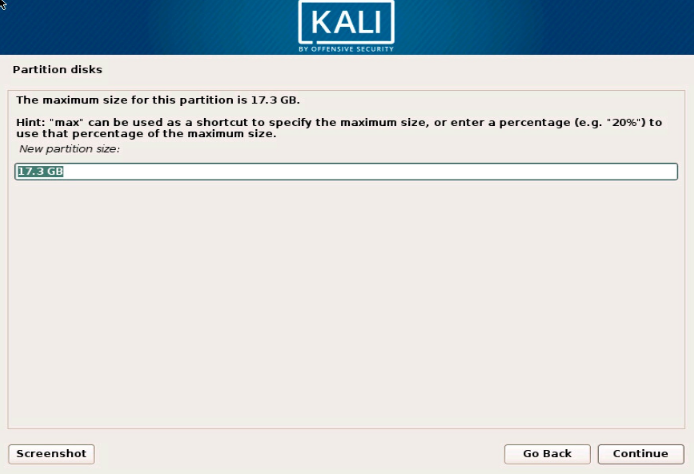 KALI
BY OFFENSIVE SECURITY
Partition disks
The maximum size for this partition is 17.3 GB.
Hint: "max" can be used as a shortcut to specify the maximum size, or enter a percentage (e.g. "20%") to
use that percentage of the maximum size.
New partition size:
17.3 GB
Screenshot
Go Back
Continue